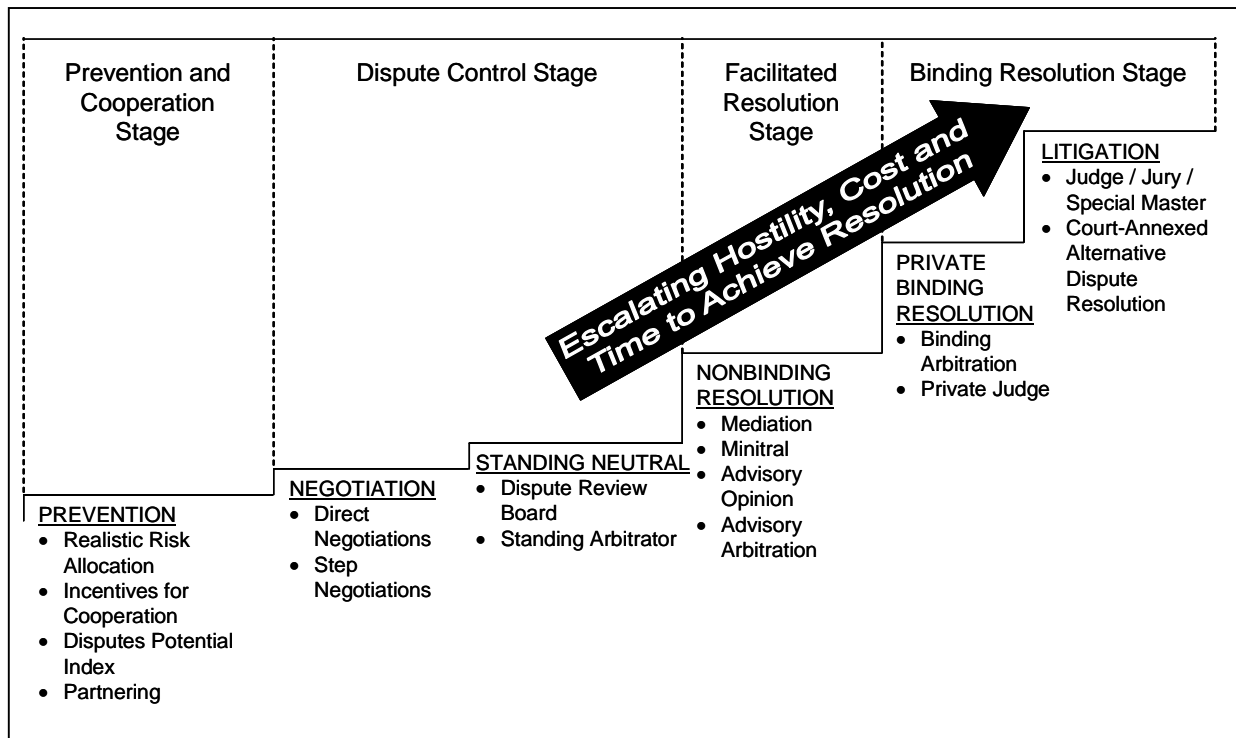 Prevention and
Cooperation
Stage
Dispute Control Stage
Facilitated
Resolution
Stage
Binding Resolution Stage
Escalating Hostility, Cost and
Time to Achieve Resolution
PREVENTION
• Realistic Risk
Allocation
• Incentives for
Cooperation
• Disputes Potential
Index
• Partnering
NEGOTIATION
• Direct
Negotiations
• Step
Negotiations
STANDING NEUTRAL
• Dispute Review
Board
• Standing Arbitrator
NONBINDING
RESOLUTION
• Mediation
• Minitral
• Advisory
Opinion
• Advisory
Arbitration
PRIVATE
BINDING
RESOLUTION
• Binding
Arbitration
• Private Judge
LITIGATION
• Judge / Jury /
Special Master
• Court-Annexed
Alternative
Dispute
Resolution